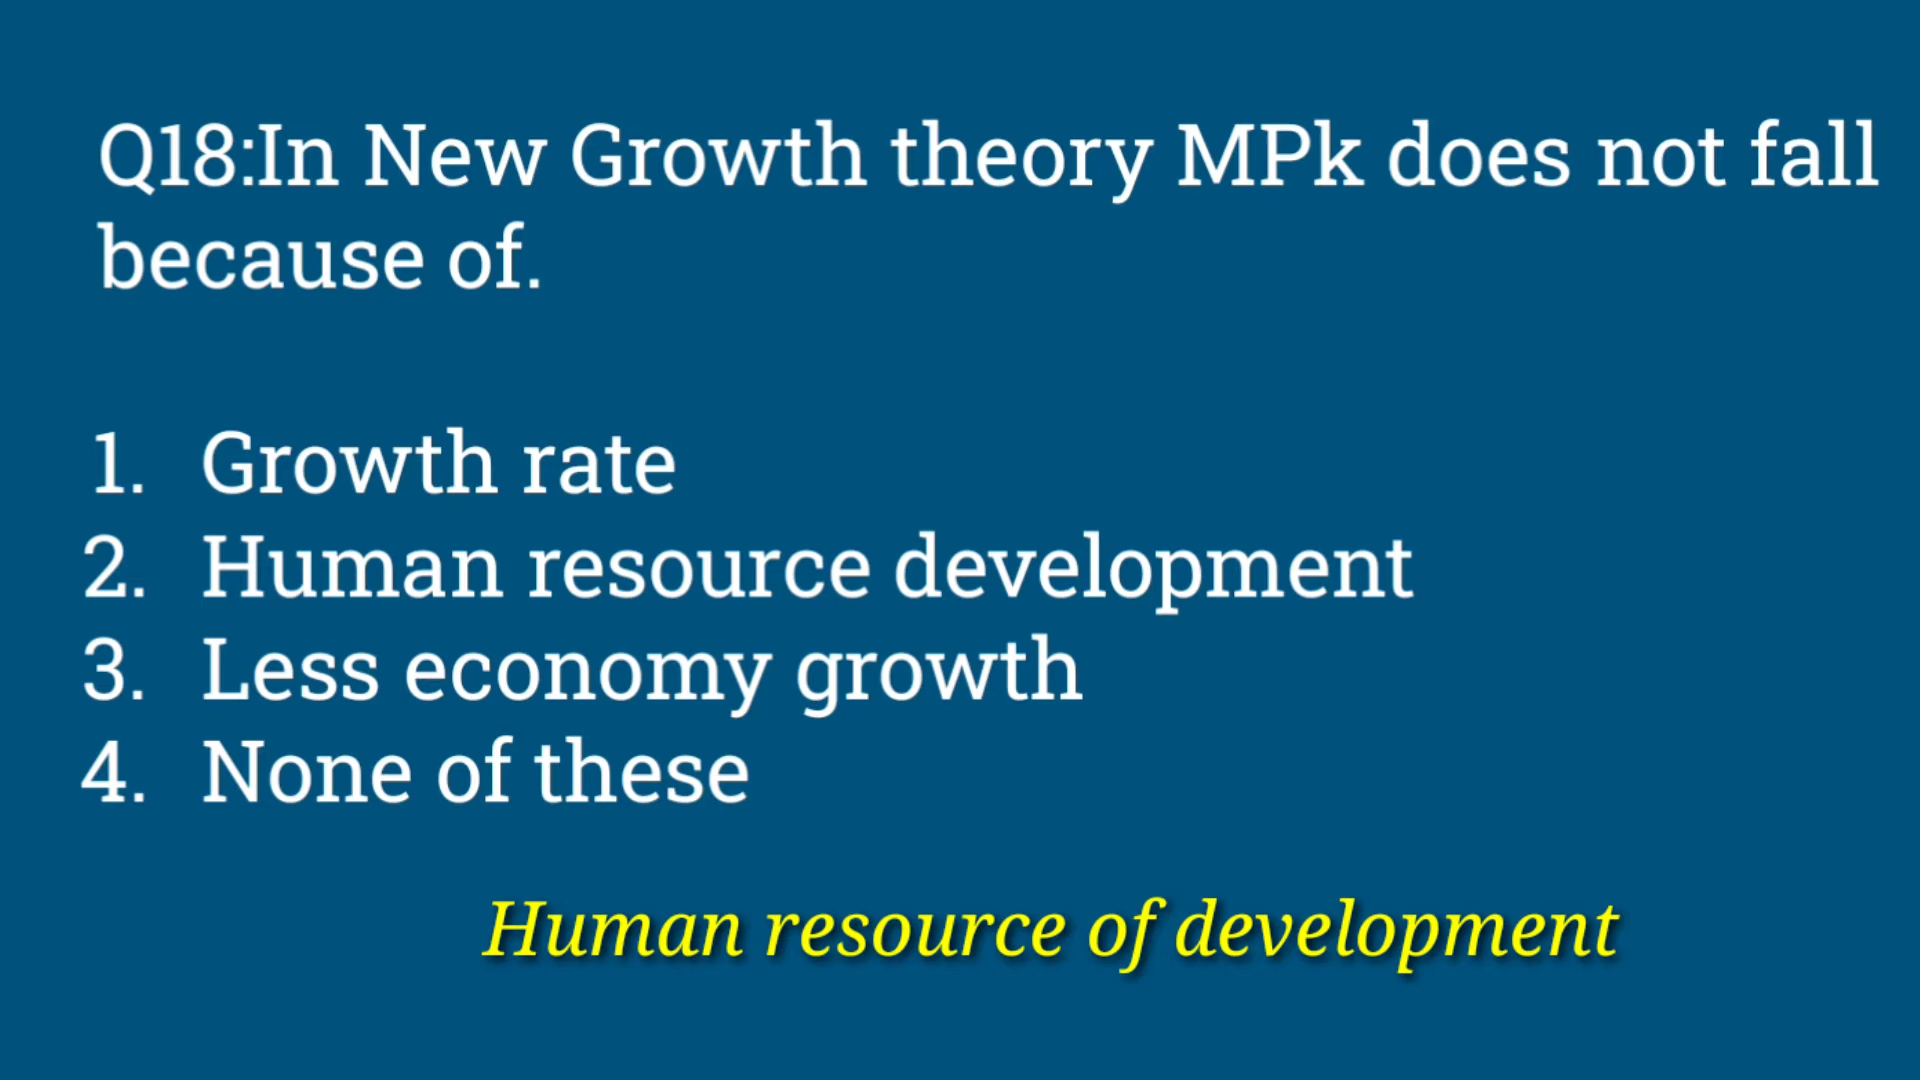 Q18:In New Growth theory MPk does not fall
because of.
1. Growth rate
2. Human resource development
3. Less economy growth
4. None of these
Human resource of development